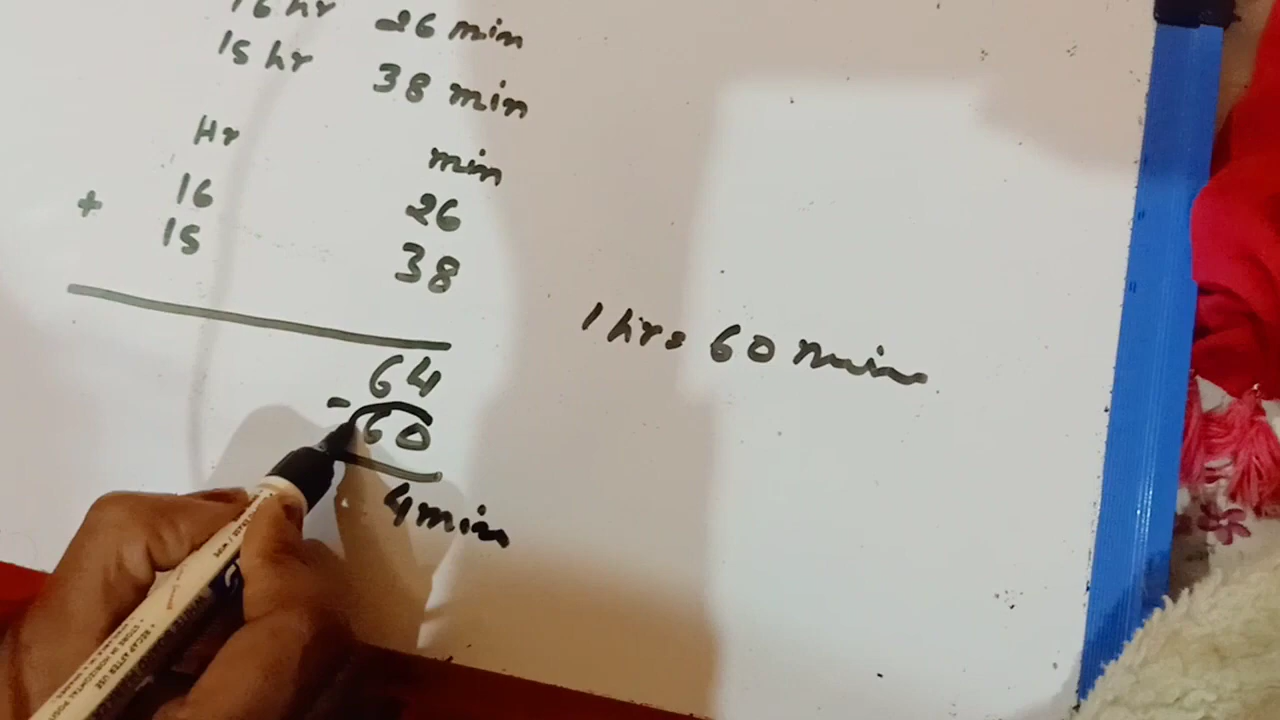 16 hr 26 min
15 hr 38 min
Hr min
16 26
+ 15 38
64
- 60
4 min
1 hr = 60 min